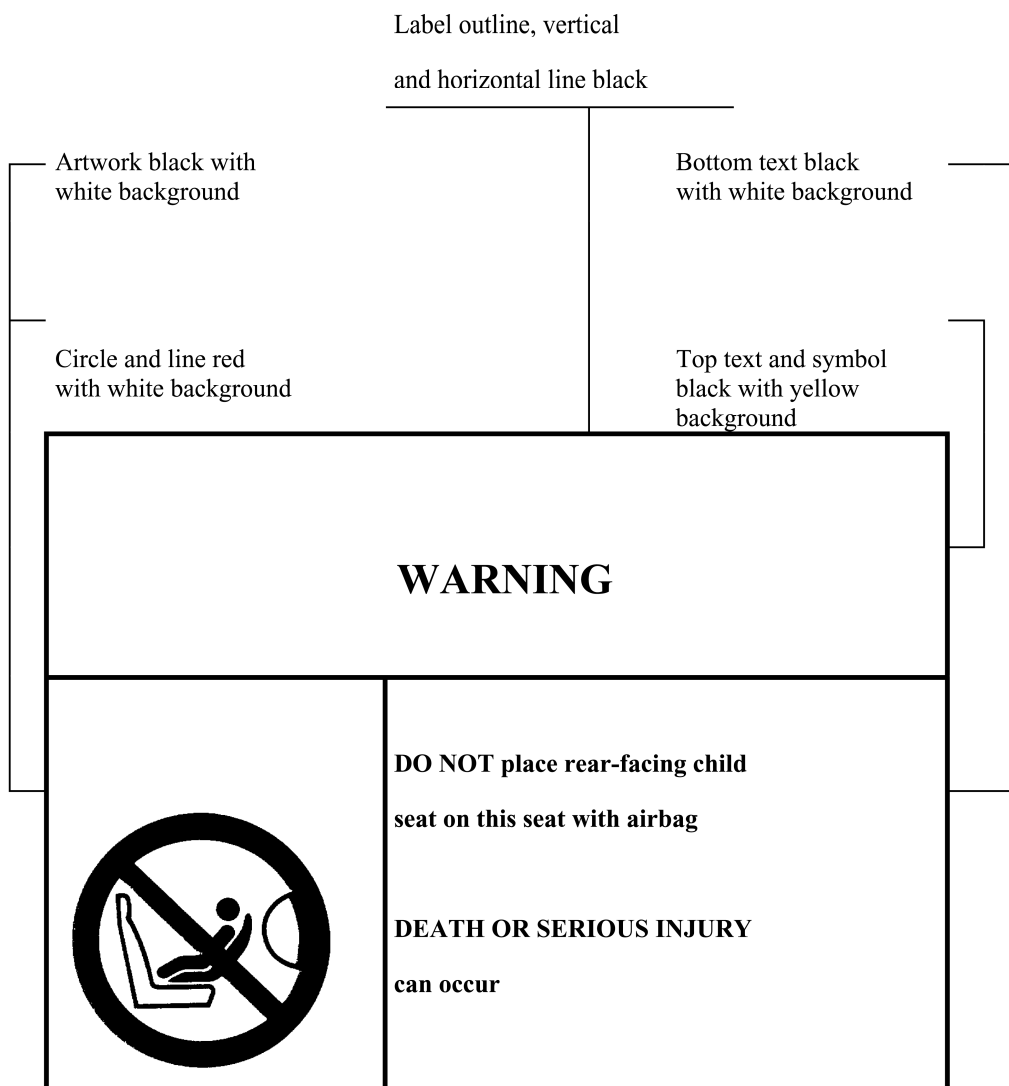 Label outline, vertical
and horizontal line black
Artwork black with
white background
Bottom text black
with white background
Circle and line red
with white background
Top text and symbol
black with yellow
background
WARNING
DO NOT place rear-facing child
seat on this seat with airbag
DEATH OR SERIOUS INJURY
can occur